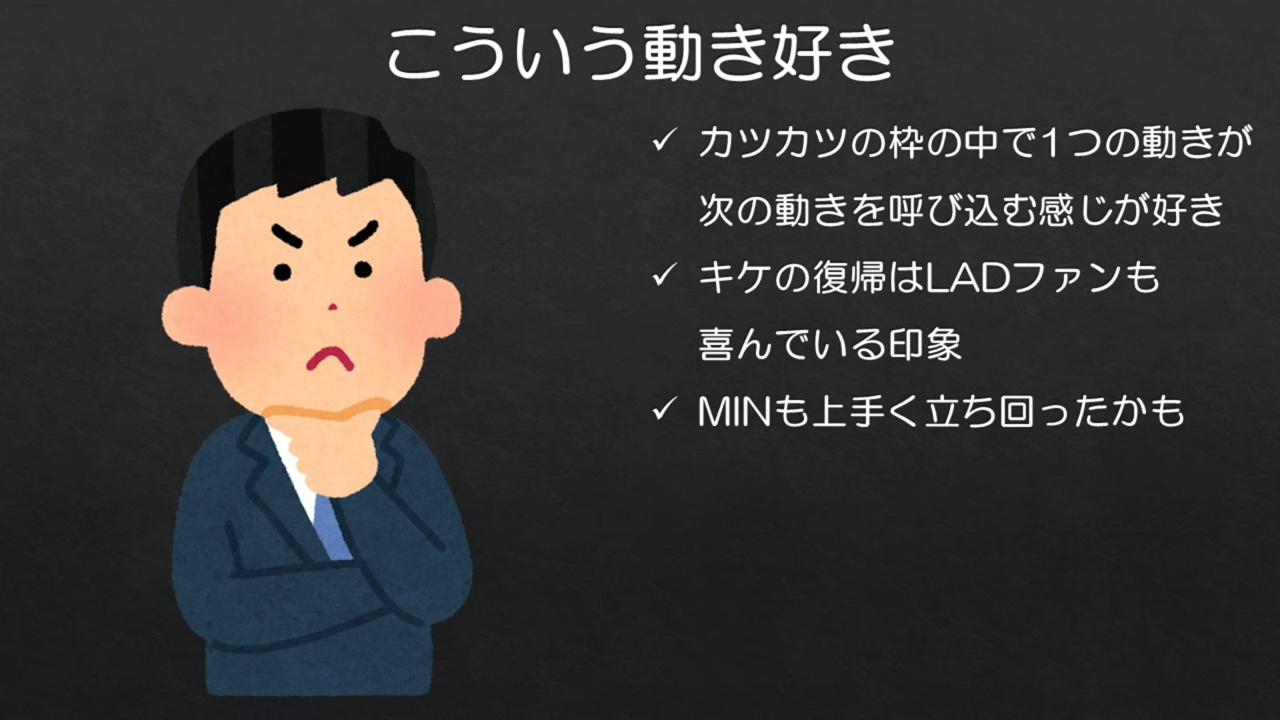 こういう動き好き
✓ カツカツの枠の中で1つの動きが
次の動きを呼び込む感じが好き
✓ キケの復帰はLADファンも
喜んでいる印象
✓ MINも上手く立ち回ったかも